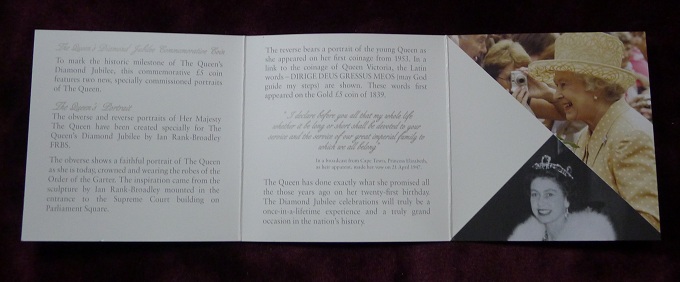 The Queen's Diamond Jubilee Commemorative Coin
To mark the historic milestone of The Queen's
Diamond Jubilee, this commemorative £5 coin
features two new, specially commissioned portraits
of The Queen.
The Queen's Portrait
The obverse and reverse portraits of Her Majesty
The Queen have been created specially for The
Queen's Diamond Jubilee by Ian Rank-Broadley
FRBS.
The obverse shows a faithful portrait of The Queen
as she is today, crowned and wearing the robes of the
Order of the Garter. The inspiration came from the
sculpture by Ian Rank-Broadley mounted in the
entrance to the Supreme Court building on
Parliament Square.
The reverse bears a portrait of the young Queen as
she appeared on her first coinage from 1953. In a
link to the coinage of Queen Victoria, the Latin
words – DIRIGE DEUS GRESSUS MEOS (may God
guide my steps) are shown. These words first
appeared on the Gold £5 coin of 1839.
"I declare before you all that my whole life
whether it be long or short shall be devoted to your
service and the service of our great imperial family to
which we all belong"
In a broadcast from Cape Town, Princess Elizabeth,
as heir apparent, made her vow on 21 April 1947.
The Queen has done exactly what she promised all
those years ago on her twenty-first birthday.
The Diamond Jubilee celebrations will truly be a
once-in-a-lifetime experience and a truly grand
occasion in the nation's history.